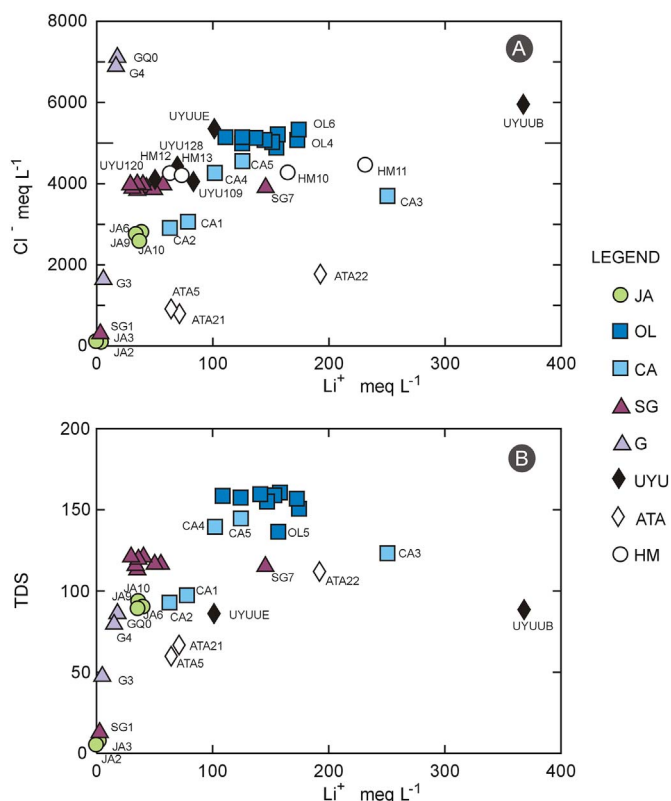 8000
6000
4000
2000
0
Cl⁻ meq L⁻¹
A
GQ0
G4
UYUUE
OL6
UYUUB
UYU128
OL4
HM12
HM13
CA5
UYU120
CA4
HM10
HM11
UYU109
SG7
CA3
JA6
CA1
JA9
JA10
CA2
G3
ATA5
ATA22
ATA21
SG1
JA3
JA2
0
100
200
300
400
Li⁺ meq L⁻¹
LEGEND
JA
OL
CA
SG
G
UYU
ATA
HM
200
150
100
50
0
TDS
B
CA4
CA5
OL5
CA3
SG7
JA10
CA1
ATA22
JA9
JA6
GQ0
CA2
UYUUE
UYUUB
G4
ATA21
ATA5
G3
SG1
JA3
JA2
0
100
200
300
400
Li⁺ meq L⁻¹